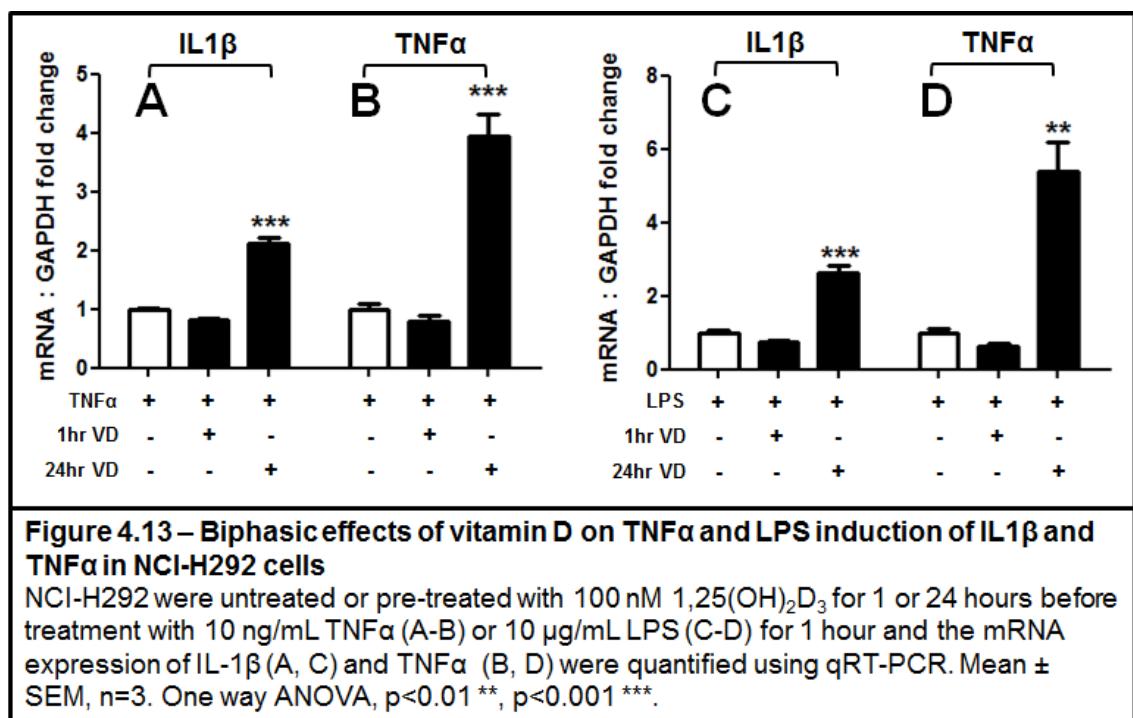 IL1β TNFα IL1β TNFα
A B C D
mRNA : GAPDH fold change
5
4
3
2
1
0
*** ***
mRNA : GAPDH fold change
8
6
4
2
0
*** **
TNFα + + + + + +
1hr VD - + - - + -
24hr VD - - + - - +
LPS + + + + + +
1hr VD - + - - + -
24hr VD - - + - - +
Figure 4.13 – Biphasic effects of vitamin D on TNFα and LPS induction of IL1β and
TNFα in NCI-H292 cells
NCI-H292 were untreated or pre-treated with 100 nM 1,25(OH)₂D₃ for 1 or 24 hours before
treatment with 10 ng/mL TNFα (A-B) or 10 µg/mL LPS (C-D) for 1 hour and the mRNA
expression of IL-1β (A, C) and TNFα (B, D) were quantified using qRT-PCR. Mean ±
SEM, n=3. One way ANOVA, p<0.01 **, p<0.001 ***.